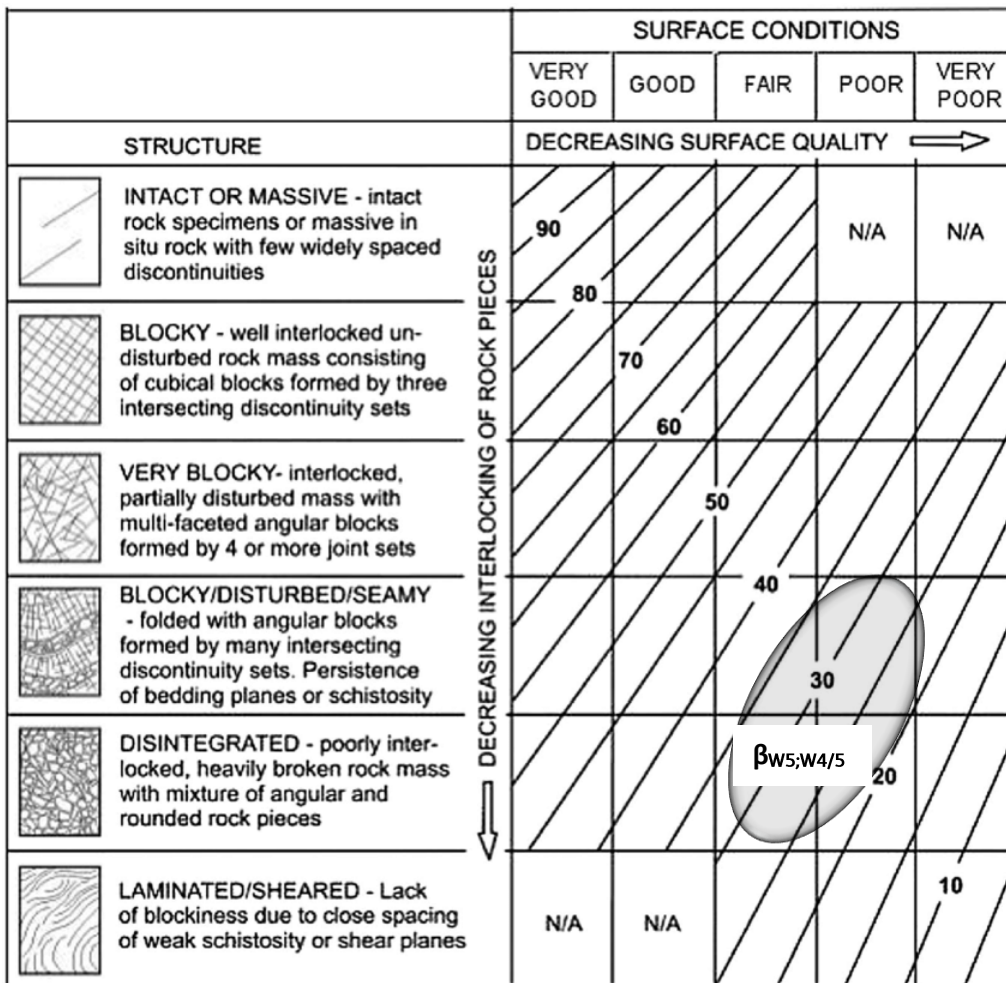 SURFACE CONDITIONS
VERY GOOD
GOOD
FAIR
POOR
VERY POOR
STRUCTURE
DECREASING SURFACE QUALITY
DECREASING INTERLOCKING OF ROCK PIECES
INTACT OR MASSIVE - intact
rock specimens or massive in
situ rock with few widely spaced
discontinuities
90
80
N/A
N/A
BLOCKY - well interlocked un-
disturbed rock mass consisting
of cubical blocks formed by three
intersecting discontinuity sets
70
60
VERY BLOCKY- interlocked,
partially disturbed mass with
multi-faceted angular blocks
formed by 4 or more joint sets
50
BLOCKY/DISTURBED/SEAMY
- folded with angular blocks
formed by many intersecting
discontinuity sets. Persistence
of bedding planes or schistosity
40
30
DISINTEGRATED - poorly inter-
locked, heavily broken rock mass
with mixture of angular and
rounded rock pieces
βW5;W4/5
20
LAMINATED/SHEARED - Lack
of blockiness due to close spacing
of weak schistosity or shear planes
N/A
N/A
10